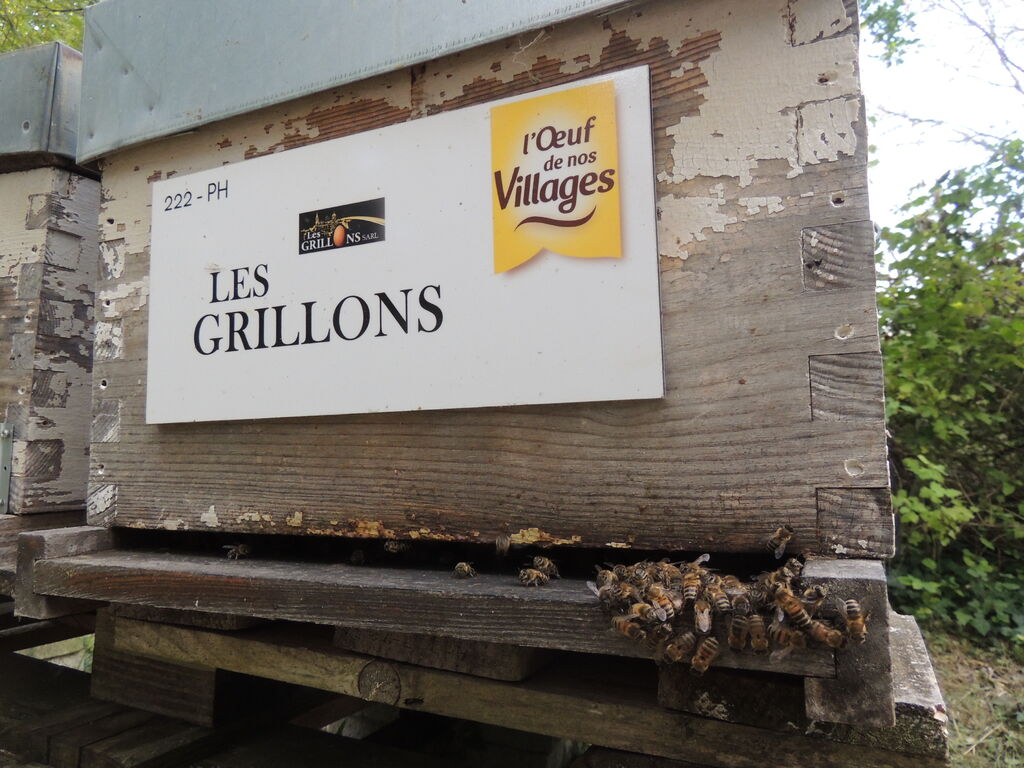 222 - PH
Les
GRILLONS SARL
LES
GRILLONS
l'Œuf
de nos
Villages